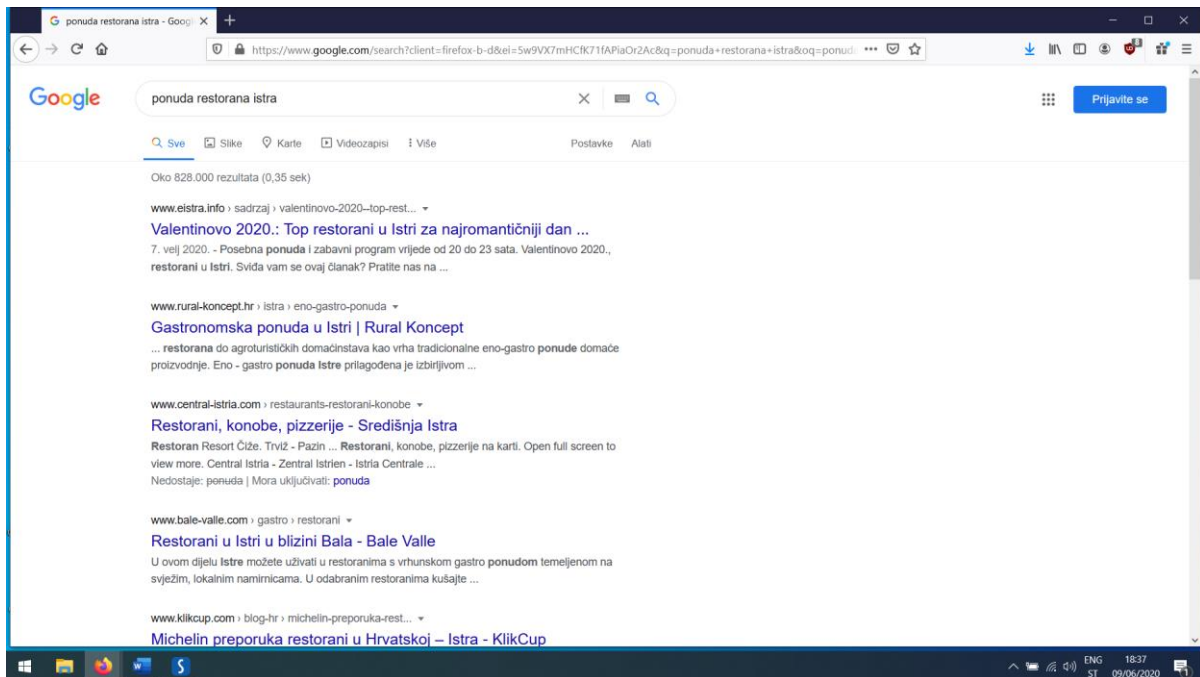 ponuda restorana istra - Googl
https://www.google.com/search?client=firefox-b-d&ei=5w9VX7mHCfK71fAPiaOr2Ac&q=ponuda+restorana+istra&oq=ponud
Google
ponuda restorana istra
Prijavite se
Sve Slike Karte Videozapisi Više Postavke Alati
Oko 828.000 rezultata (0,35 sek)
www.eistra.info › sadrzaj › valentinovo-2020--top-rest...
Valentinovo 2020.: Top restorani u Istri za najromantičniji dan ...
7. velj 2020. - Posebna ponuda i zabavni program vrijede od 20 do 23 sata. Valentinovo 2020.,
restorani u Istri. Sviđa vam se ovaj članak? Pratite nas na ...
www.rural-koncept.hr › istra › eno-gastro-ponuda
Gastronomska ponuda u Istri | Rural Koncept
... restorana do agroturističkih domaćinstava kao vrha tradicionalne eno-gastro ponude domaće
proizvodnje. Eno - gastro ponuda Istre prilagođena je izbirljivom ...
www.central-istria.com › restaurants-restorani-konobe
Restorani, konobe, pizzerije - Središnja Istra
Restoran Resort Čiže. Trviž - Pazin ... Restorani, konobe, pizzerije na karti. Open full screen to
view more. Central Istria - Zentral Istrien - Istria Centrale ...
Nedostaje: ponuda | Mora uključivati: ponuda
www.bale-valle.com › gastro › restorani
Restorani u Istri u blizini Bala - Bale Valle
U ovom dijelu Istre možete uživati u restoranima s vrhunskom gastro ponudom temeljenom na
svježim, lokalnim namirnicama. U odabranim restoranima kušajte ...
www.klikcup.com › blog-hr › michelin-preporuka-rest...
Michelin preporuka restorani u Hrvatskoj – Istra - KlikCup
ENG 18:37
ST 09/06/2020